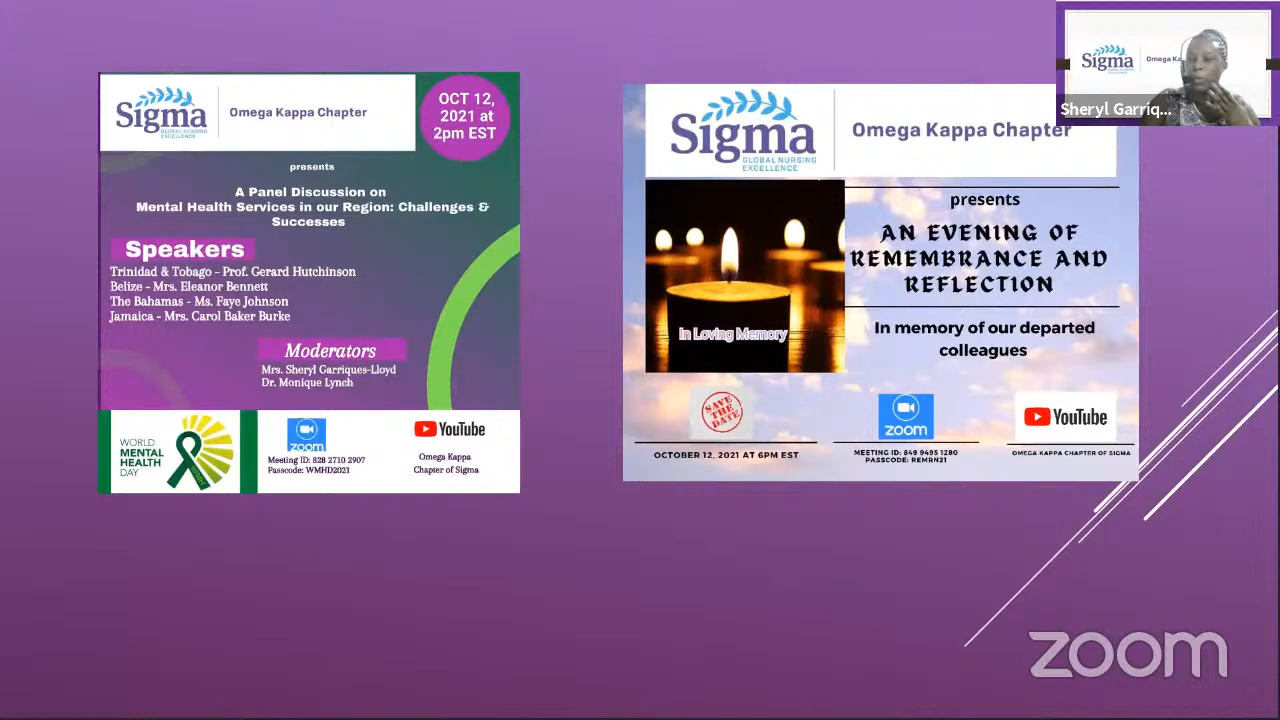 Sigma
GLOBAL NURSING
EXCELLENCE
Omega Kappa Chapter
OCT 12,
2021 at
2pm EST
presents
A Panel Discussion on
Mental Health Services in our Region: Challenges &
Successes
Speakers
Trinidad & Tobago - Prof. Gerard Hutchinson
Belize - Mrs. Eleanor Bennett
The Bahamas - Ms. Faye Johnson
Jamaica - Mrs. Carol Baker Burke
Moderators
Mrs. Sheryl Garriques-Lloyd
Dr. Monique Lynch
WORLD
MENTAL
HEALTH
DAY
zoom
Meeting ID: 828 2710 2907
Passcode: WMHD2021
YouTube
Omega Kappa
Chapter of Sigma
Sigma
GLOBAL NURSING
EXCELLENCE
Omega Kappa Chapter
presents
AN EVENING OF
REMEMBRANCE AND
REFLECTION
In Loving Memory
In memory of our departed
colleagues
SAVE
THE
DATE
OCTOBER 12, 2021 AT 6PM EST
zoom
MEETING ID: 849 9495 1280
PASSCODE: REMRN21
YouTube
OMEGA KAPPA CHAPTER OF SIGMA
Sigma
Omega Ka
Sheryl Garriq...
zoom